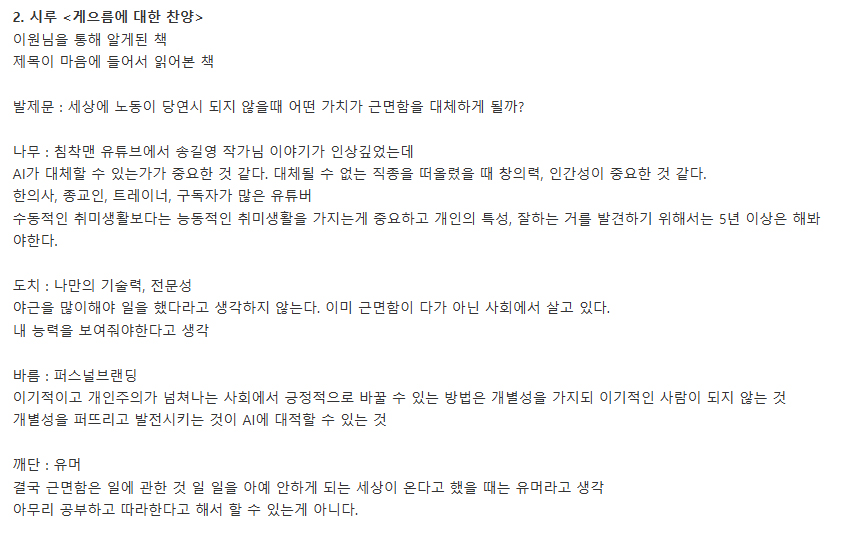 2. 시루 <게으름에 대한 찬양>
이원님을 통해 알게된 책
제목이 마음에 들어서 읽어본 책
발제문 : 세상에 노동이 당연시 되지 않을때 어떤 가치가 근면함을 대체하게 될까?
나무 : 침착맨 유튜브에서 송길영 작가님 이야기가 인상깊었는데
AI가 대체할 수 있는가가 중요한 것 같다. 대체될 수 없는 직종을 떠올렸을 때 창의력, 인간성이 중요한 것 같다.
한의사, 종교인, 트레이너, 구독자가 많은 유튜버
수동적인 취미생활보다는 능동적인 취미생활을 가지는게 중요하고 개인의 특성, 잘하는 거를 발견하기 위해서는 5년 이상은 해봐
야한다.
도치 : 나만의 기술력, 전문성
야근을 많이해야 일을 했다라고 생각하지 않는다. 이미 근면함이 다가 아닌 사회에서 살고 있다.
내 능력을 보여줘야한다고 생각
바름 : 퍼스널브랜딩
이기적이고 개인주의가 넘쳐나는 사회에서 긍정적으로 바꿀 수 있는 방법은 개별성을 가지되 이기적인 사람이 되지 않는 것
개별성을 퍼뜨리고 발전시키는 것이 AI에 대적할 수 있는 것
깨단 : 유머
결국 근면함은 일에 관한 것 일 일을 아예 안하게 되는 세상이 온다고 했을 때는 유머라고 생각
아무리 공부하고 따라한다고 해서 할 수 있는게 아니다.